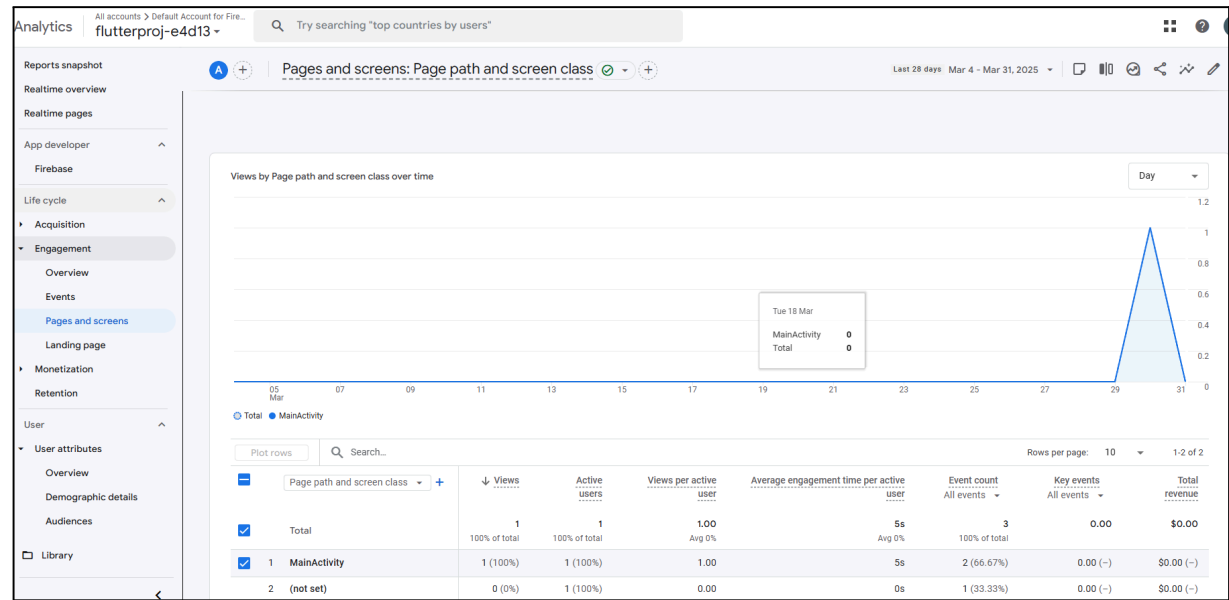 Analytics
All accounts > Default Account for Fire...
flutterproj-e4d13
Try searching "top countries by users"
Reports snapshot
Realtime overview
Realtime pages
App developer
Firebase
Life cycle
Acquisition
Engagement
Overview
Events
Pages and screens
Landing page
Monetization
Retention
User
User attributes
Overview
Demographic details
Audiences
Library
A
Pages and screens: Page path and screen class
Last 28 days Mar 4 - Mar 31, 2025
Views by Page path and screen class over time
Day
1.2
1
0.8
0.6
0.4
0.2
0
Tue 18 Mar
MainActivity 0
Total 0
05 07 09 11 13 15 17 19 21 23 25 27 29 31
Mar
Total MainActivity
Plot rows Search... Rows per page: 10 1-2 of 2
Page path and screen class Views Active users Views per active user Average engagement time per active user Event count All events Key events All events Total revenue
Total 1 1 1.00 5s 3 0.00 $0.00
100% of total 100% of total Avg 0% Avg 0% 100% of total
1 MainActivity 1 (100%) 1 (100%) 1.00 5s 2 (66.67%) 0.00 (–) $0.00 (–)
2 (not set) 0 (0%) 1 (100%) 0.00 0s 1 (33.33%) 0.00 (–) $0.00 (–)